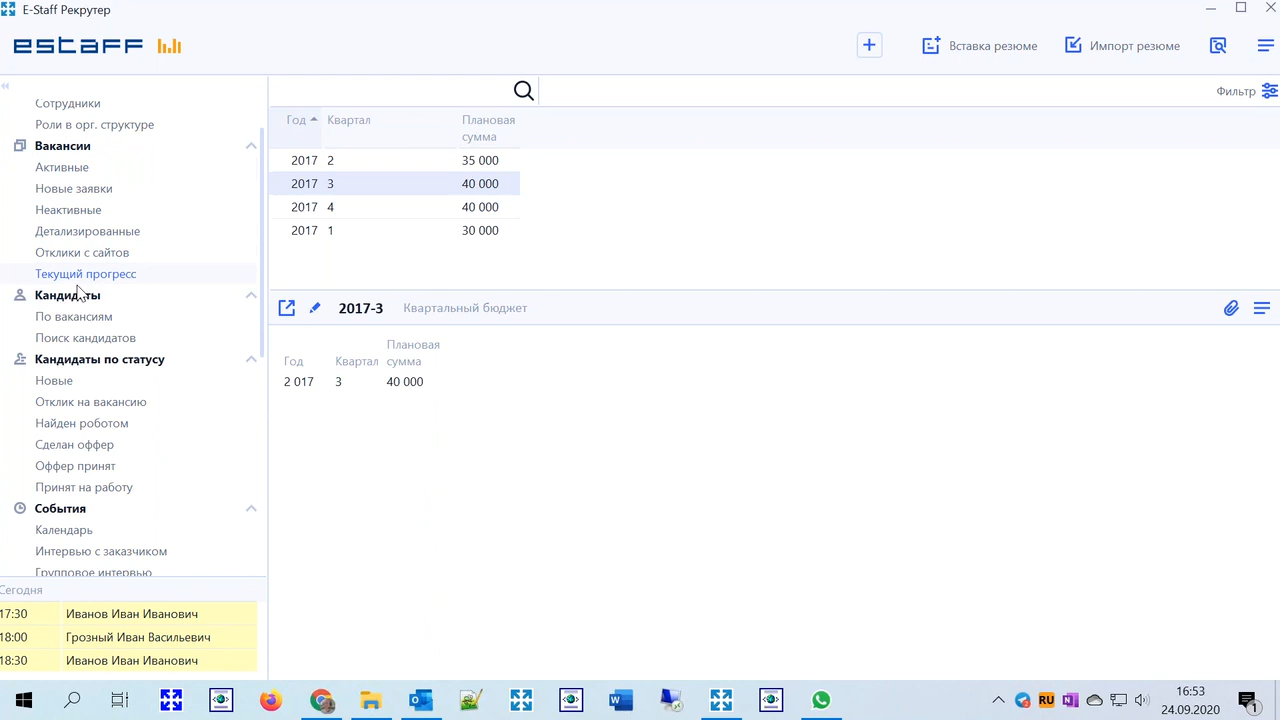 E-Staff Рекрутер
estaff
Вставка резюме
Импорт резюме
Фильтр
Сотрудники
Роли в орг. структуре
Вакансии
Активные
Новые заявки
Неактивные
Детализированные
Отклики с сайтов
Текущий прогресс
Кандидаты
По вакансиям
Поиск кандидатов
Кандидаты по статусу
Новые
Отклик на вакансию
Найден роботом
Сделан оффер
Оффер принят
Принят на работу
События
Календарь
Интервью с заказчиком
Групповое интервью
Сегодня
17:30 Иванов Иван Иванович
18:00 Грозный Иван Васильевич
18:30 Иванов Иван Иванович
Год Квартал Плановая сумма
2017 2 35 000
2017 3 40 000
2017 4 40 000
2017 1 30 000
2017-3 Квартальный бюджет
Год Квартал Плановая сумма
2 017 3 40 000
RU
16:53
24.09.2020
1